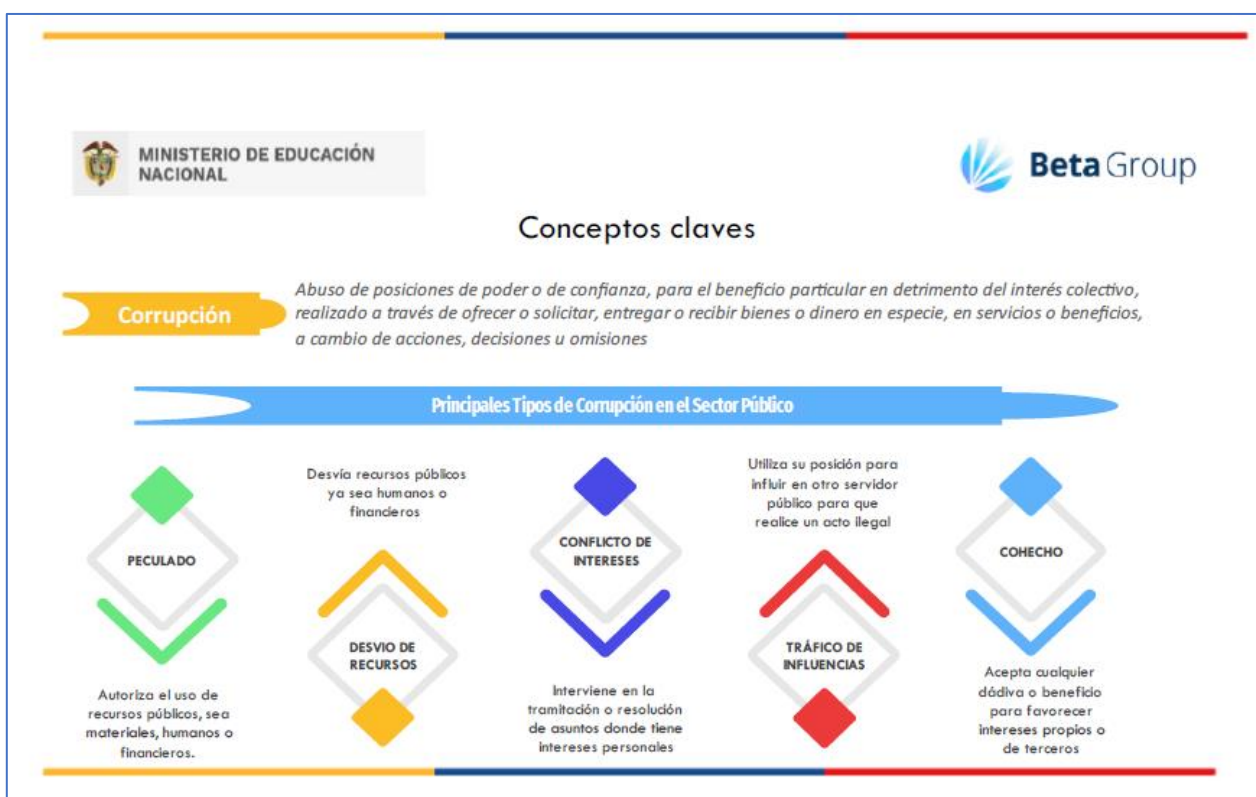 MINISTERIO DE EDUCACIÓN
NACIONAL
Beta Group
Conceptos claves
Corrupción
Abuso de posiciones de poder o de confianza, para el beneficio particular en detrimento del interés colectivo,
realizado a través de ofrecer o solicitar, entregar o recibir bienes o dinero en especie, en servicios o beneficios,
a cambio de acciones, decisiones u omisiones
Principales Tipos de Corrupción en el Sector Público
PECULADO
Autoriza el uso de
recursos públicos, sea
materiales, humanos o
financieros.
Desvía recursos públicos
ya sea humanos o
financieros
DESVIO DE
RECURSOS
CONFLICTO DE
INTERESES
Interviene en la
tramitación o resolución
de asuntos donde tiene
intereses personales
Utiliza su posición para
influir en otro servidor
público para que
realice un acto ilegal
TRÁFICO DE
INFLUENCIAS
COHECHO
Acepta cualquier
dádiva o beneficio
para favorecer
intereses propios o
de terceros